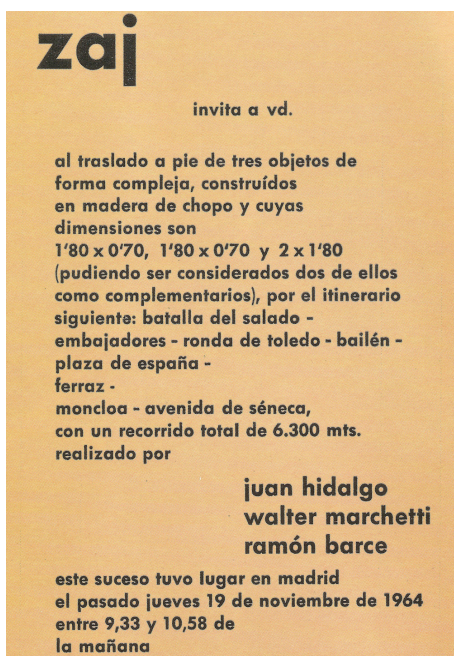 zaj
invita a vd.
al traslado a pie de tres objetos de
forma compleja, construídos
en madera de chopo y cuyas
dimensiones son
1'80 x 0'70, 1'80 x 0'70 y 2 x 1'80
(pudiendo ser considerados dos de ellos
como complementarios), por el itinerario
siguiente: batalla del salado -
embajadores - ronda de toledo - bailén -
plaza de españa -
ferraz -
moncloa - avenida de séneca,
con un recorrido total de 6.300 mts.
realizado por
juan hidalgo
walter marchetti
ramón barce
este suceso tuvo lugar en madrid
el pasado jueves 19 de noviembre de 1964
entre 9,33 y 10,58 de
la mañana